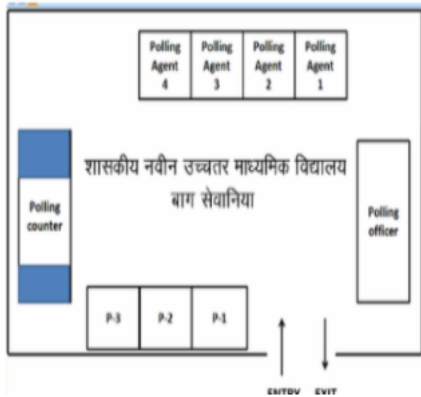 Polling Agent 4
Polling Agent 3
Polling Agent 2
Polling Agent 1
शासकीय नवीन उच्चतर माध्यमिक विद्यालय
बाग सेवानिया
Polling counter
Polling officer
P-3
P-2
P-1
ENTRY
EXIT